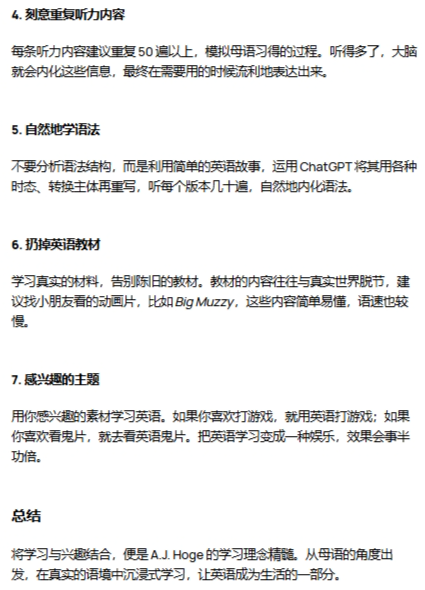 4. 刻意重复听力内容
每条听力内容建议重复 50 遍以上，模拟母语习得的过程。听得多了，大脑
就会内化这些信息，最终在需要用的时候流利地表达出来。
5. 自然地学语法
不要分析语法结构，而是利用简单的英语故事，运用 ChatGPT 将其用各种
时态、转换主体再重写，听每个版本几十遍，自然地内化语法。
6. 扔掉英语教材
学习真实的材料，告别陈旧的教材。教材的内容往往与真实世界脱节，建
议找小朋友看的动画片，比如 Big Muzzy，这些内容简单易懂，语速也较
慢。
7. 感兴趣的主题
用你感兴趣的素材学习英语。如果你喜欢打游戏，就用英语打游戏；如果
你喜欢看鬼片，就去看英语鬼片。把英语学习变成一种娱乐，效果会事半
功倍。
总结
将学习与兴趣结合，便是 A.J. Hoge 的学习理念精髓。从母语的角度出
发，在真实的语境中沉浸式学习，让英语成为生活的一部分。